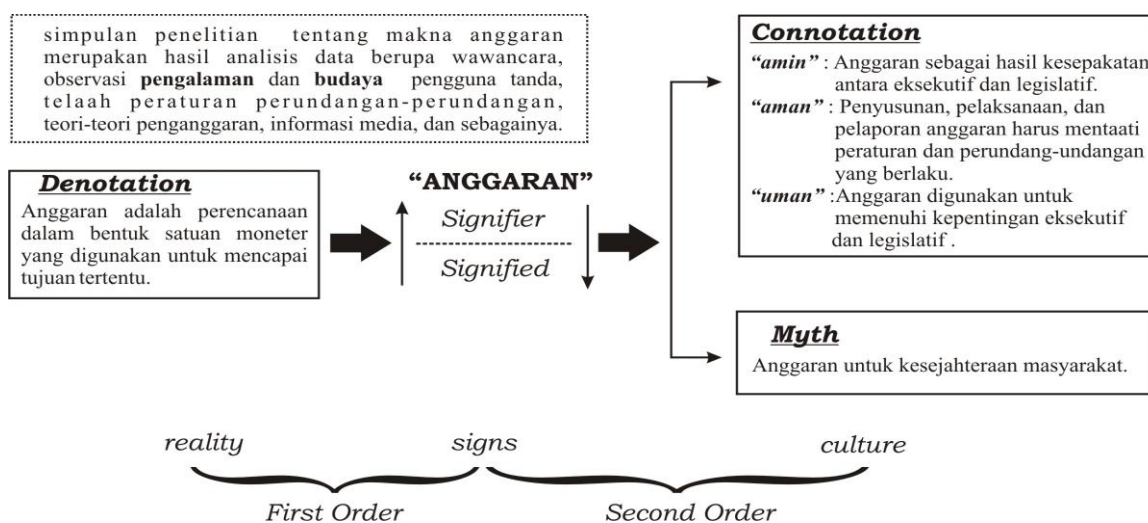 simpulan penelitian tentang makna anggaran
merupakan hasil analisis data berupa wawancara,
observasi pengalaman dan budaya pengguna tanda,
telaah peraturan perundangan-perundangan,
teori-teori penganggaran, informasi media, dan sebagainya.
Denotation
Anggaran adalah perencanaan
dalam bentuk satuan moneter
yang digunakan untuk mencapai
tujuan tertentu.
“ANGGARAN”
Signifier
Signified
Connotation
“amin” : Anggaran sebagai hasil kesepakatan
antara eksekutif dan legislatif.
“aman” : Penyusunan, pelaksanaan, dan
pelaporan anggaran harus mentaati
peraturan dan perundang-undangan
yang berlaku.
“uman” :Anggaran digunakan untuk
memenuhi kepentingan eksekutif
dan legislatif .
Myth
Anggaran untuk kesejahteraan masyarakat.
reality signs culture
First Order Second Order